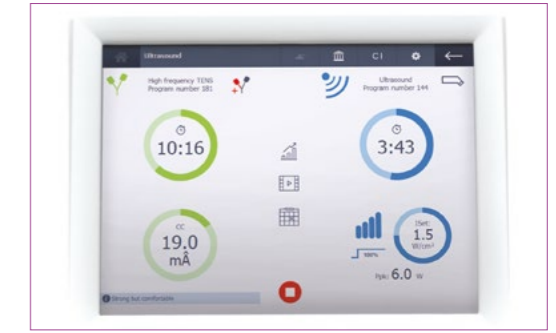 Ultrasound
CI
High frequency TENS
Program number 181
Ultrasound
Program number 144
10:16
3:43
CC
19.0
mÂ
ISet:
1.5
W/cm²
100%
Ppk: 6.0 W
Strong but comfortable